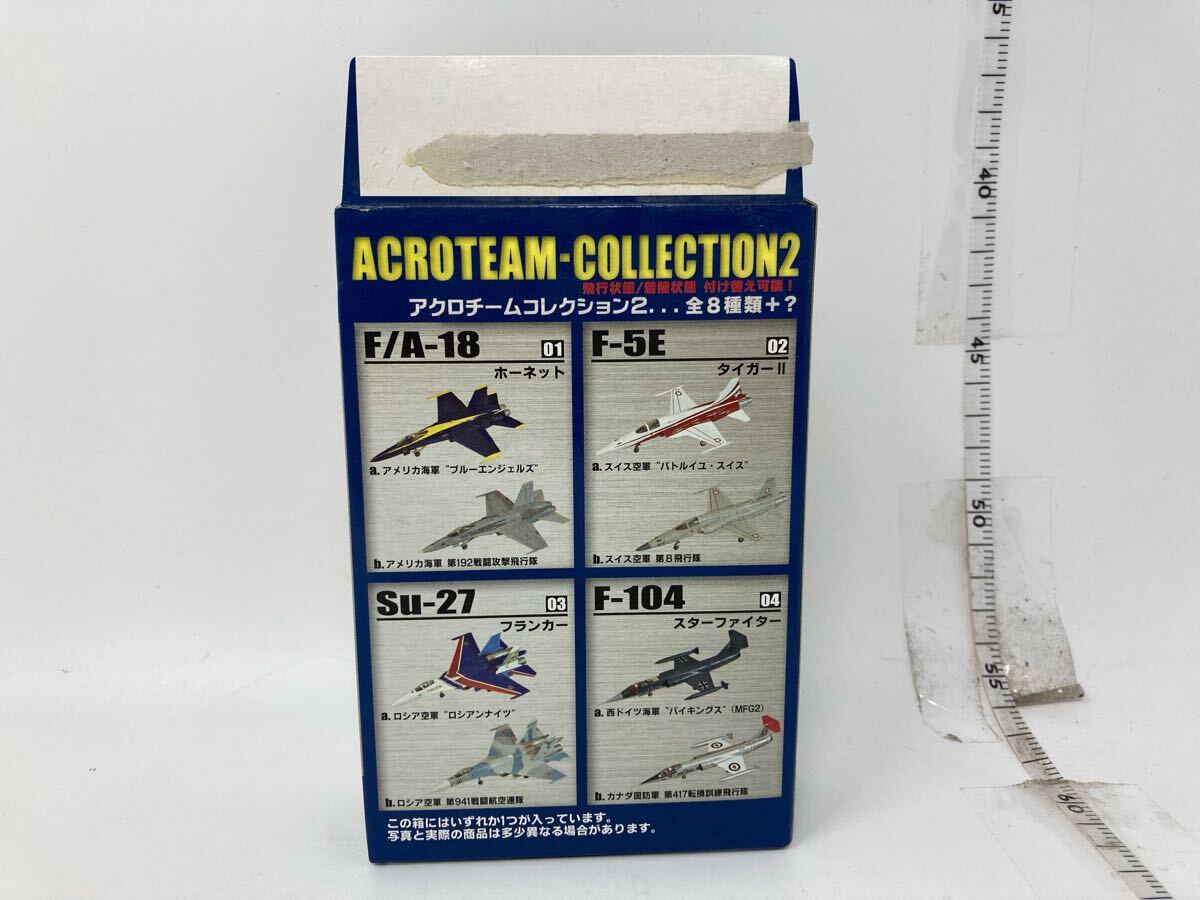 ACROTEAM-COLLECTION2
飛行状態/着陸状態 付け替え可能！
アクロチームコレクション2...全8種類+？
F/A-18 01
ホーネット
a.アメリカ海軍 "ブルーエンジェルズ"
b.アメリカ海軍 第192戦闘攻撃飛行隊
F-5E 02
タイガーII
a.スイス空軍 "パトルイユ・スイス"
b.スイス空軍 第8飛行隊
Su-27 03
フランカー
a.ロシア空軍 "ロシアンナイツ"
b.ロシア空軍 第941戦闘航空連隊
F-104 04
スターファイター
a.西ドイツ海軍 "バイキングス" (MFG2)
b.カナダ国防軍 第417転換訓練飛行隊
この箱にはいずれか1つが入っています。
写真と実際の商品は多少異なる場合があります。
40
45
50
55